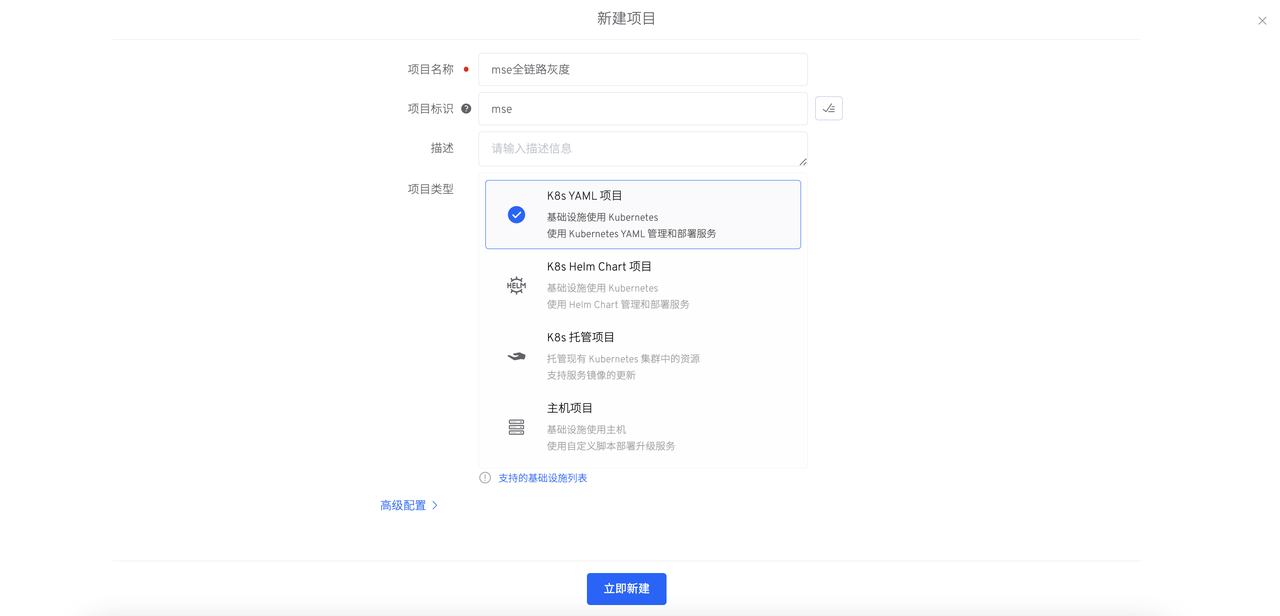 新建项目
项目名称
mse全链路灰度
项目标识
mse
描述
请输入描述信息
项目类型
K8s YAML 项目
基础设施使用 Kubernetes
使用 Kubernetes YAML 管理和部署服务
HELM
K8s Helm Chart 项目
基础设施使用 Kubernetes
使用 Helm Chart 管理和部署服务
K8s 托管项目
托管现有 Kubernetes 集群中的资源
支持服务镜像的更新
主机项目
基础设施使用主机
使用自定义脚本部署升级服务
支持的基础设施列表
高级配置
立即新建